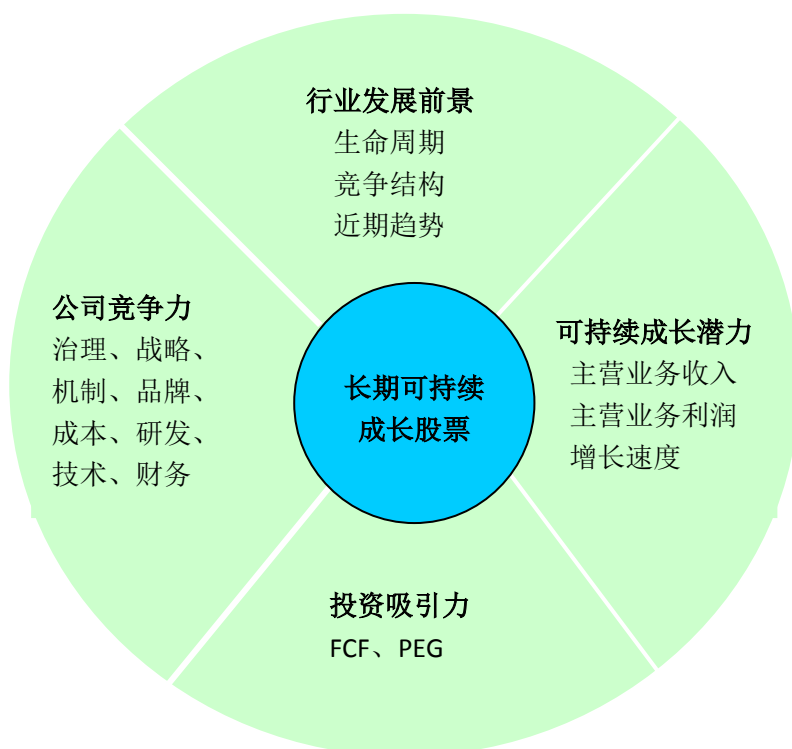 行业发展前景
生命周期
竞争结构
近期趋势
公司竞争力
治理、战略、
机制、品牌、
成本、研发、
技术、财务
长期可持续
成长股票
可持续成长潜力
主营业务收入
主营业务利润
增长速度
投资吸引力
FCF、PEG